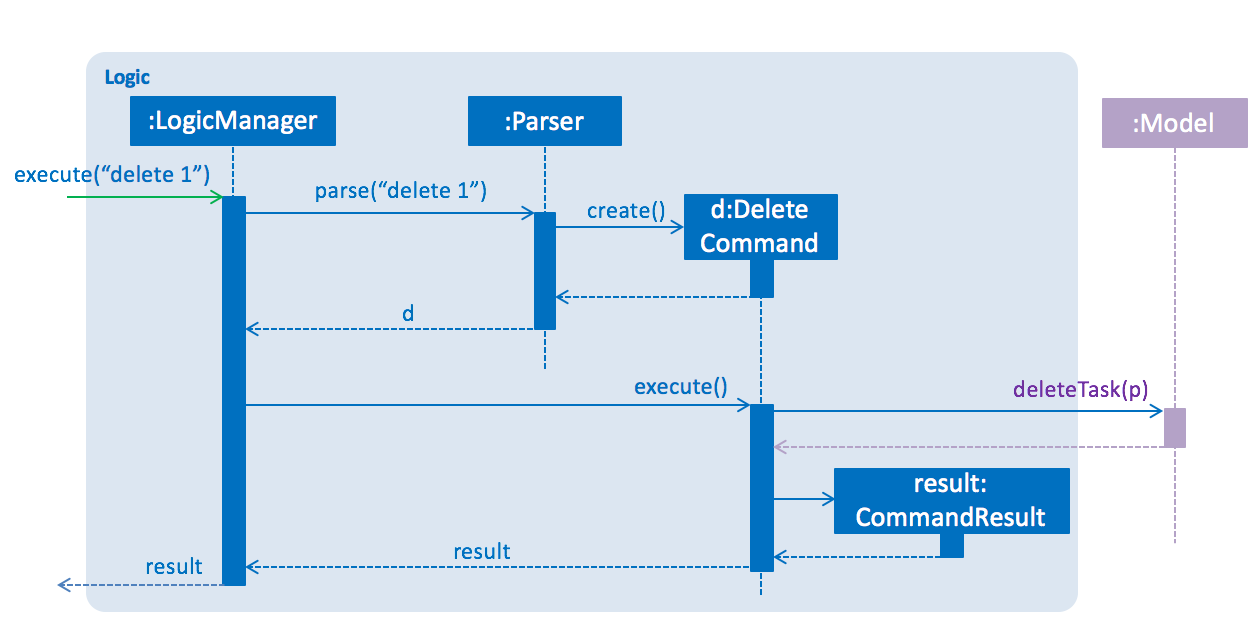 Logic
:LogicManager
:Parser
:Model
execute(“delete 1”)
parse(“delete 1”)
create()
d:Delete
Command
d
execute()
deleteTask(p)
result:
CommandResult
result
result